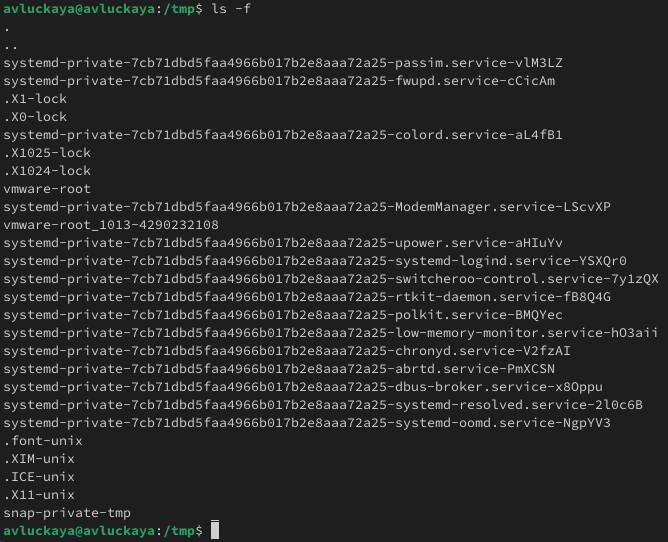 avluckaya@avluckaya:/tmp$ ls -f
.
..
systemd-private-7cb71dbd5faa4966b017b2e8aaa72a25-passim.service-vlM3LZ
systemd-private-7cb71dbd5faa4966b017b2e8aaa72a25-fwupd.service-cCicAm
.X1-lock
.X0-lock
systemd-private-7cb71dbd5faa4966b017b2e8aaa72a25-colord.service-aL4fB1
.X1025-lock
.X1024-lock
vmware-root
systemd-private-7cb71dbd5faa4966b017b2e8aaa72a25-ModemManager.service-LScvXP
vmware-root_1013-4290232108
systemd-private-7cb71dbd5faa4966b017b2e8aaa72a25-upower.service-aHIuYv
systemd-private-7cb71dbd5faa4966b017b2e8aaa72a25-systemd-logind.service-YSXQr0
systemd-private-7cb71dbd5faa4966b017b2e8aaa72a25-switcheroo-control.service-7y1zQX
systemd-private-7cb71dbd5faa4966b017b2e8aaa72a25-rtkit-daemon.service-fB8Q4G
systemd-private-7cb71dbd5faa4966b017b2e8aaa72a25-polkit.service-BMQYec
systemd-private-7cb71dbd5faa4966b017b2e8aaa72a25-low-memory-monitor.service-hO3aii
systemd-private-7cb71dbd5faa4966b017b2e8aaa72a25-chronyd.service-V2fzAI
systemd-private-7cb71dbd5faa4966b017b2e8aaa72a25-abrtd.service-PmXCSN
systemd-private-7cb71dbd5faa4966b017b2e8aaa72a25-dbus-broker.service-x8Oppu
systemd-private-7cb71dbd5faa4966b017b2e8aaa72a25-systemd-resolved.service-2l0c6B
systemd-private-7cb71dbd5faa4966b017b2e8aaa72a25-systemd-oomd.service-NgpYV3
.font-unix
.XIM-unix
.ICE-unix
.X11-unix
snap-private-tmp
avluckaya@avluckaya:/tmp$